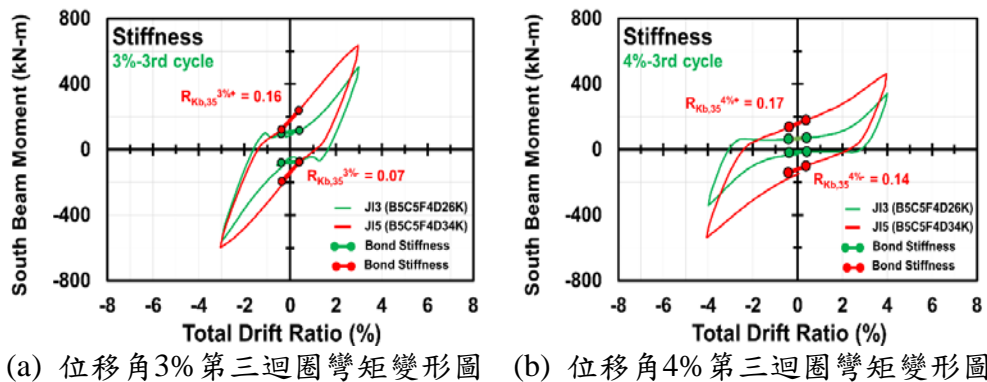 Stiffness
3%-3rd cycle
R_Kb,35^3%+ = 0.16
R_Kb,35^3%- = 0.07
JI3 (B5C5F4D26K)
JI5 (B5C5F4D34K)
Bond Stiffness
Bond Stiffness
South Beam Moment (kN-m)
800
400
0
-400
-800
-8 -6 -4 -2 0 2 4 6 8
Total Drift Ratio (%)
(a) 位移角3%第三迴圈彎矩變形圖
Stiffness
4%-3rd cycle
R_Kb,35^4%+ = 0.17
R_Kb,35^4%- = 0.14
JI3 (B5C5F4D26K)
JI5 (B5C5F4D34K)
Bond Stiffness
Bond Stiffness
South Beam Moment (kN-m)
800
400
0
-400
-800
-8 -6 -4 -2 0 2 4 6 8
Total Drift Ratio (%)
(b) 位移角4%第三迴圈彎矩變形圖